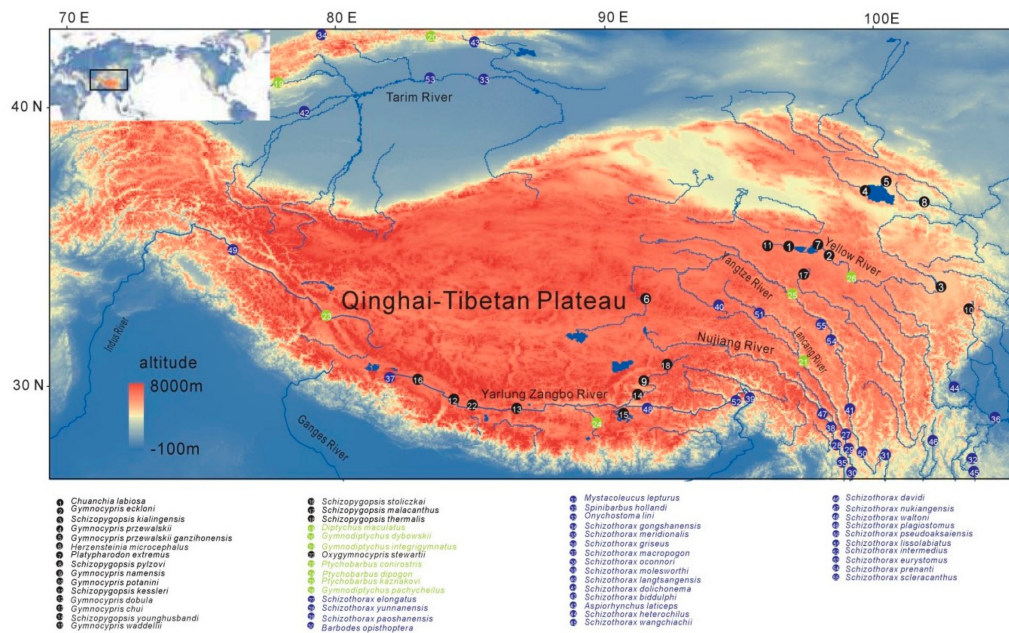 70 E
80 E
90 E
100 E
40 N
30 N
Tarim River
Yellow River
Yangtze River
Qinghai-Tibetan Plateau
Lancang River
Nujiang River
Yarlung Zangbo River
Indus River
Ganges River
altitude
8000m
-100m
Chuanchia labiosa
Gymnocypris eckloni
Schizopygopsis kialingensis
Gymnocypris przewalskii
Gymnocypris przewalskii ganzihonensis
Herzensteinia microcephalus
Platypharodon extremus
Schizopygopsis pylzovi
Gymnocypris namensis
Gymnocypris potanini
Schizopygopsis kessleri
Gymnocypris dobula
Gymnocypris chui
Schizopygopsis younghusbandi
Gymnocypris waddellii
Schizopygopsis stoliczkai
Schizopygopsis malacanthus
Schizopygopsis thermalis
Diptychus maculatus
Gymnodiptychus dybowskii
Gymnodiptychus integrigymnatus
Oxygymnocypris stewartii
Ptychobarbus conirostris
Ptychobarbus dipogon
Ptychobarbus kaznakovi
Gymnodiptychus pachycheilus
Schizothorax elongatus
Schizothorax yunnanensis
Schizothorax paoshanensis
Barbodes opisthoptera
Mystacoleucus lepturus
Spinibarbus hollandi
Onychostoma lini
Schizothorax gongshanensis
Schizothorax meridionalis
Schizothorax griseus
Schizothorax macropogon
Schizothorax oconnori
Schizothorax molesworthi
Schizothorax langtsangensis
Schizothorax dolichonema
Schizothorax biddulphi
Aspiorhynchus laticeps
Schizothorax heterochilus
Schizothorax wangchiachii
Schizothorax davidi
Schizothorax nukiangensis
Schizothorax waltoni
Schizothorax plagiostomus
Schizothorax pseudoaksaiensis
Schizothorax lissolabiatus
Schizothorax intermedius
Schizothorax eurystomus
Schizothorax prenanti
Schizothorax scleracanthus